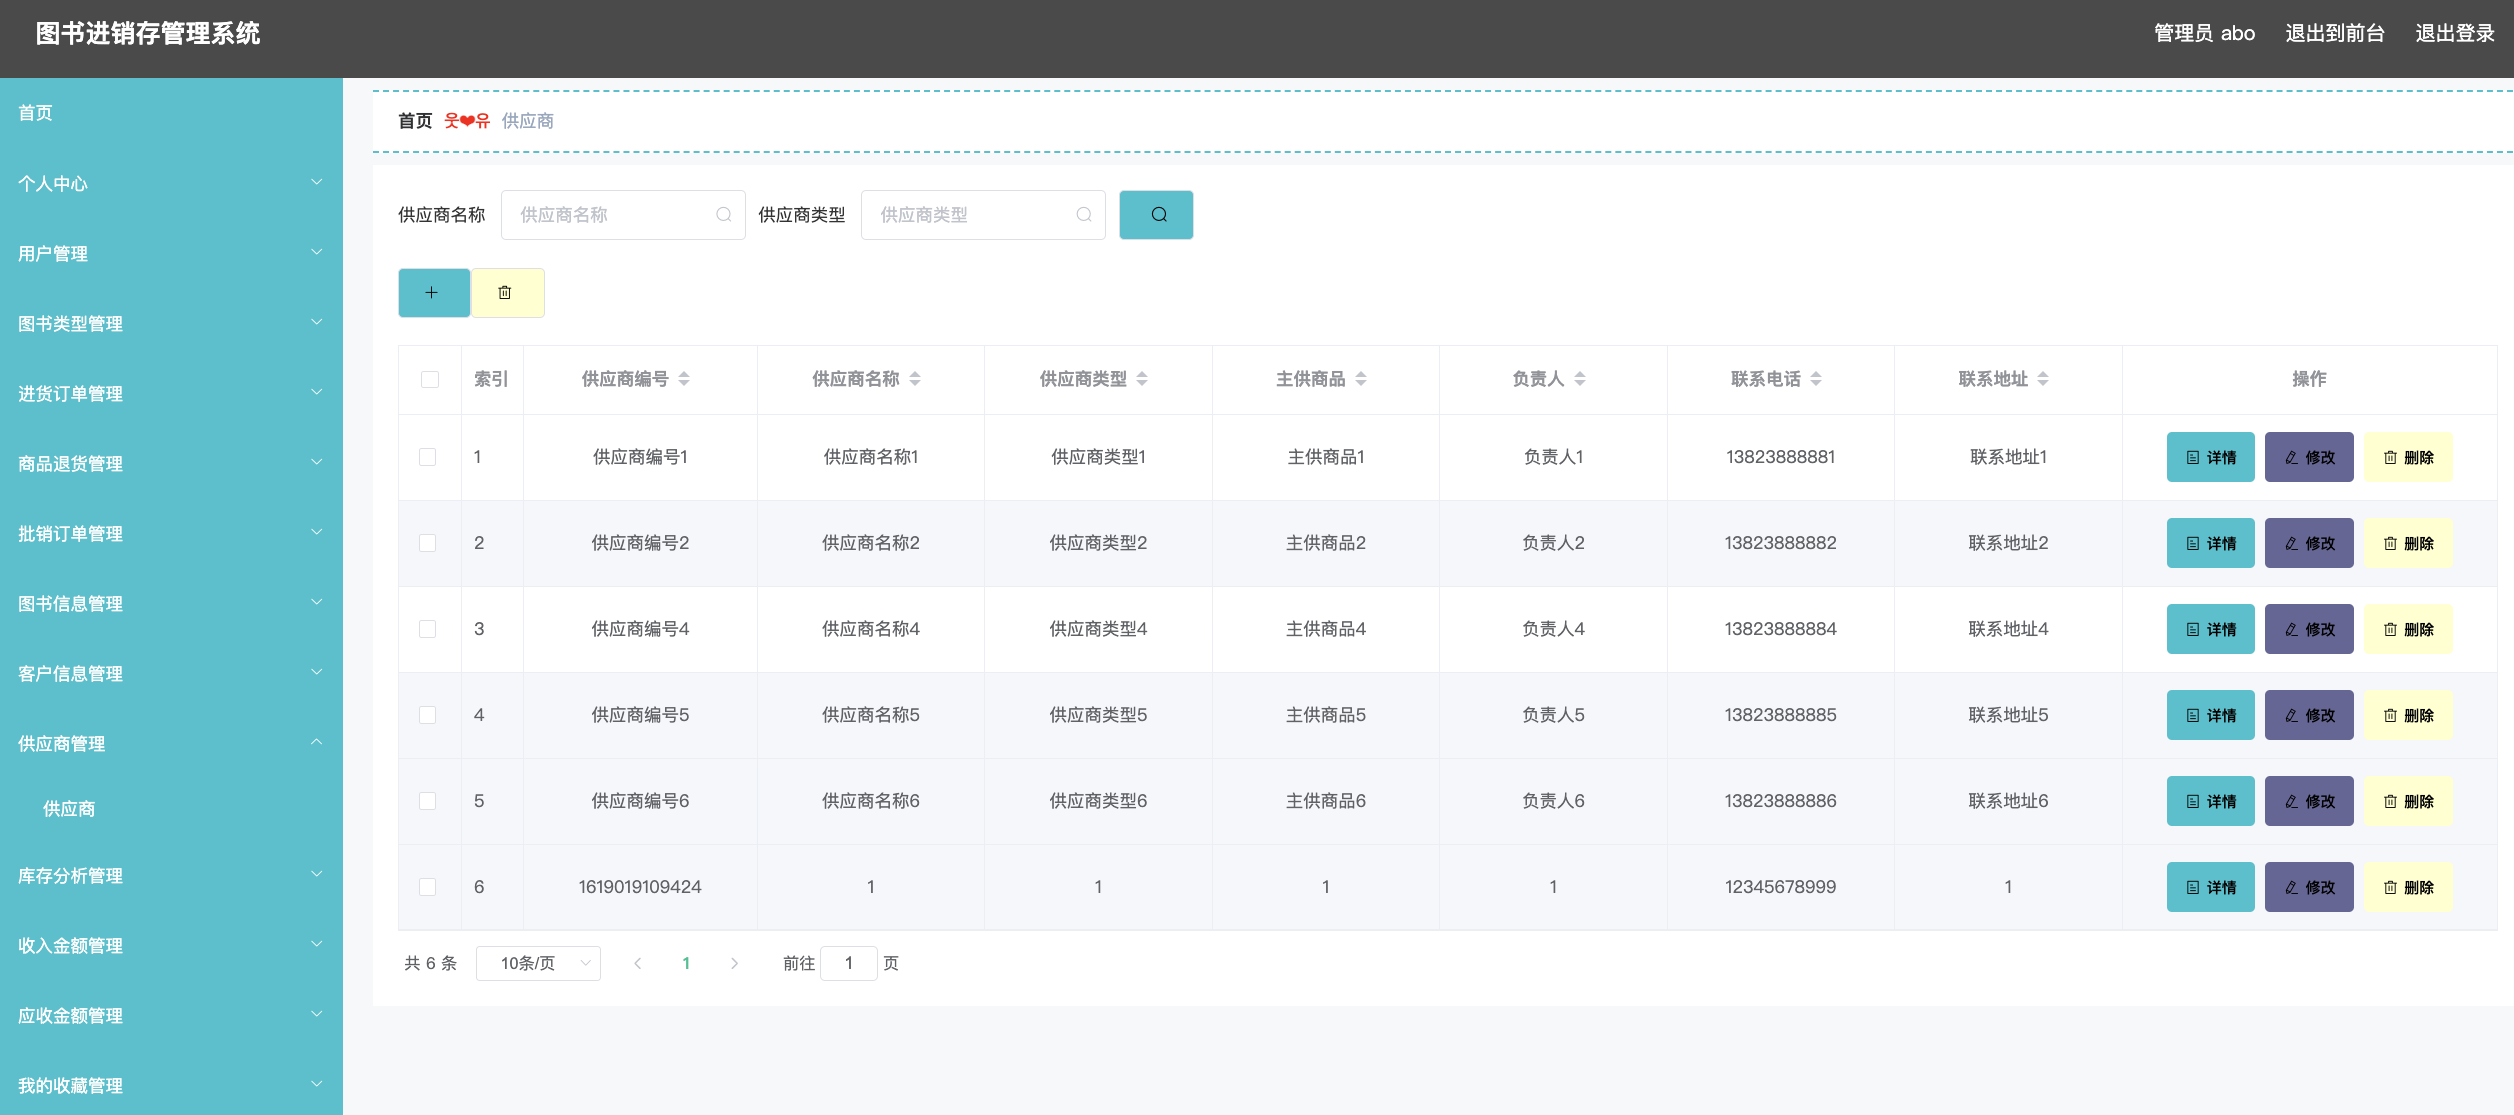 图书进销存管理系统
管理员 abo 退出到前台 退出登录
首页
个人中心
用户管理
图书类型管理
进货订单管理
商品退货管理
批销订单管理
图书信息管理
客户信息管理
供应商管理
供应商
库存分析管理
收入金额管理
应收金额管理
我的收藏管理
首页 웃❤유 供应商
供应商名称 供应商名称 供应商类型 供应商类型
索引 供应商编号 供应商名称 供应商类型 主供商品 负责人 联系电话 联系地址 操作
1 供应商编号1 供应商名称1 供应商类型1 主供商品1 负责人1 13823888881 联系地址1 详情 修改 删除
2 供应商编号2 供应商名称2 供应商类型2 主供商品2 负责人2 13823888882 联系地址2 详情 修改 删除
3 供应商编号4 供应商名称4 供应商类型4 主供商品4 负责人4 13823888884 联系地址4 详情 修改 删除
4 供应商编号5 供应商名称5 供应商类型5 主供商品5 负责人5 13823888885 联系地址5 详情 修改 删除
5 供应商编号6 供应商名称6 供应商类型6 主供商品6 负责人6 13823888886 联系地址6 详情 修改 删除
6 1619019109424 1 1 1 1 12345678999 1 详情 修改 删除
共 6 条 10条/页 1 前往 1 页